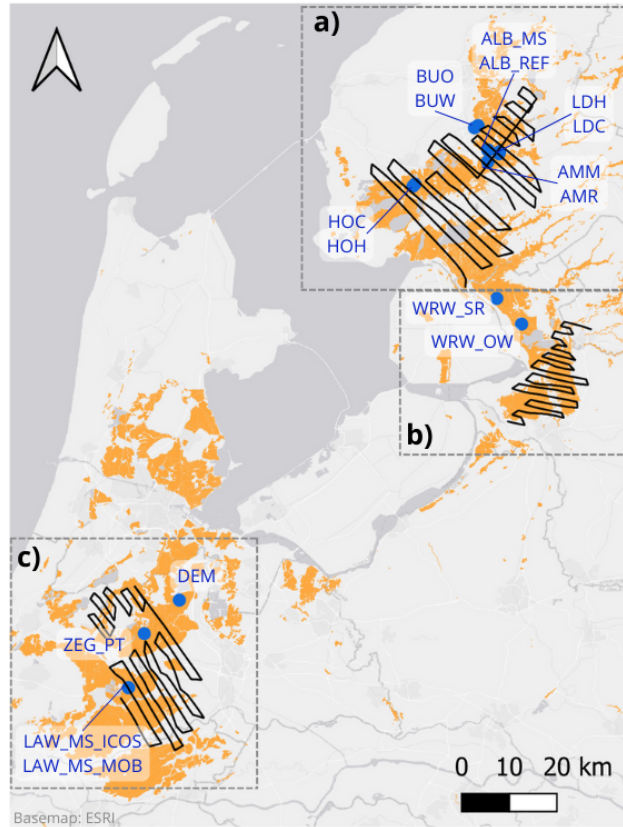 a)
ALB_MS
ALB_REF
BUO
BUW
LDH
LDC
AMM
AMR
HOC
HOH
WRW_SR
WRW_OW
b)
c)
DEM
ZEG_PT
LAW_MS_ICOS
LAW_MS_MOB
0 10 20 km
Basemap: ESRI